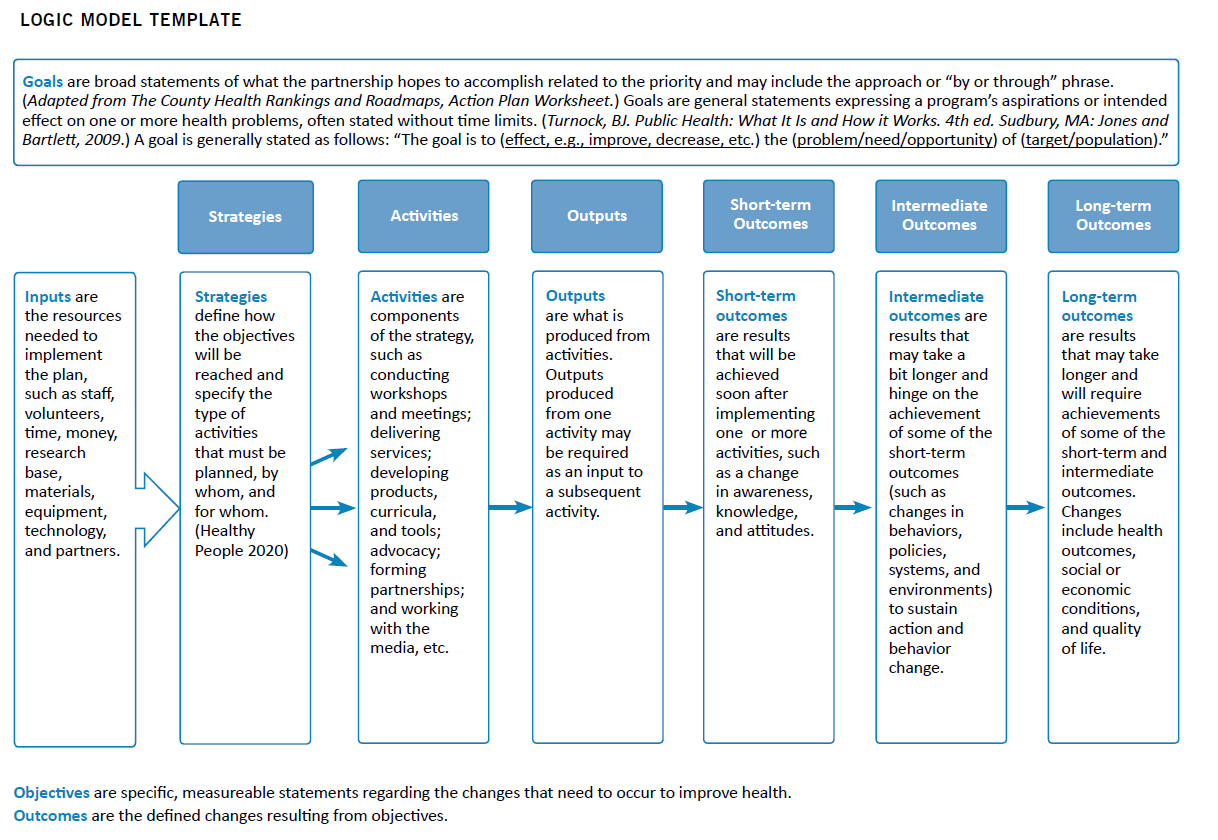 LOGIC MODEL TEMPLATE
Goals are broad statements of what the partnership hopes to accomplish related to the priority and may include the approach or “by or through” phrase.
(Adapted from The County Health Rankings and Roadmaps, Action Plan Worksheet.) Goals are general statements expressing a program’s aspirations or intended
effect on one or more health problems, often stated without time limits. (Turnock, BJ. Public Health: What It Is and How it Works. 4th ed. Sudbury, MA: Jones and
Bartlett, 2009.) A goal is generally stated as follows: “The goal is to (effect, e.g., improve, decrease, etc.) the (problem/need/opportunity) of (target/population).”
Strategies
Activities
Outputs
Short-term
Outcomes
Intermediate
Outcomes
Long-term
Outcomes
Inputs are
the resources
needed to
implement
the plan,
such as staff,
volunteers,
time, money,
research
base,
materials,
equipment,
technology,
and partners.
Strategies
define how
the objectives
will be
reached and
specify the
type of
activities
that must be
planned, by
whom, and
for whom.
(Healthy
People 2020)
Activities are
components
of the strategy,
such as
conducting
workshops
and meetings;
delivering
services;
developing
products,
curricula,
and tools;
advocacy;
forming
partnerships;
and working
with the
media, etc.
Outputs
are what is
produced from
activities.
Outputs
produced
from one
activity may
be required
as an input to
a subsequent
activity.
Short-term
outcomes
are results
that will be
achieved
soon after
implementing
one or more
activities, such
as a change
in awareness,
knowledge,
and attitudes.
Intermediate
outcomes are
results that
may take a
bit longer and
hinge on the
achievement
of some of the
short-term
outcomes
(such as
changes in
behaviors,
policies,
systems, and
environments)
to sustain
action and
behavior
change.
Long-term
outcomes
are results
that may take
longer and
will require
achievements
of some of the
short-term and
intermediate
outcomes.
Changes
include health
outcomes,
social or
economic
conditions,
and quality
of life.
Objectives are specific, measureable statements regarding the changes that need to occur to improve health.
Outcomes are the defined changes resulting from objectives.